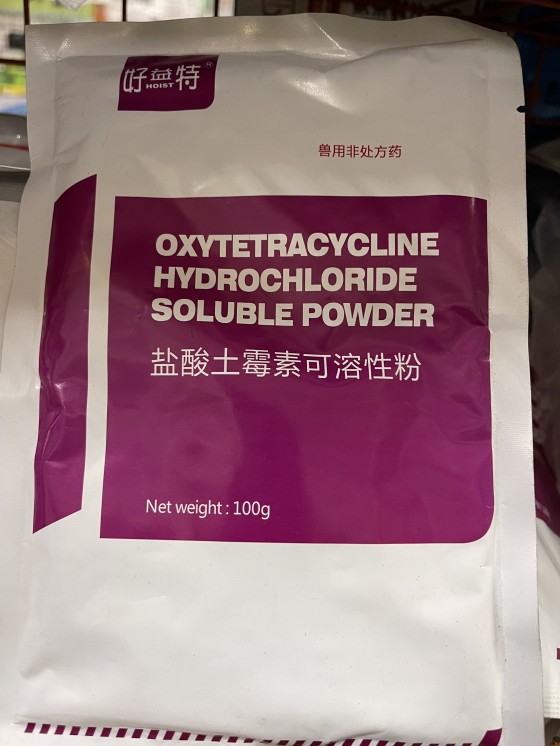 好益特®
HOIST
兽用非处方药
OXYTETRACYCLINE
HYDROCHLORIDE
SOLUBLE POWDER
盐酸土霉素可溶性粉
Net weight : 100g